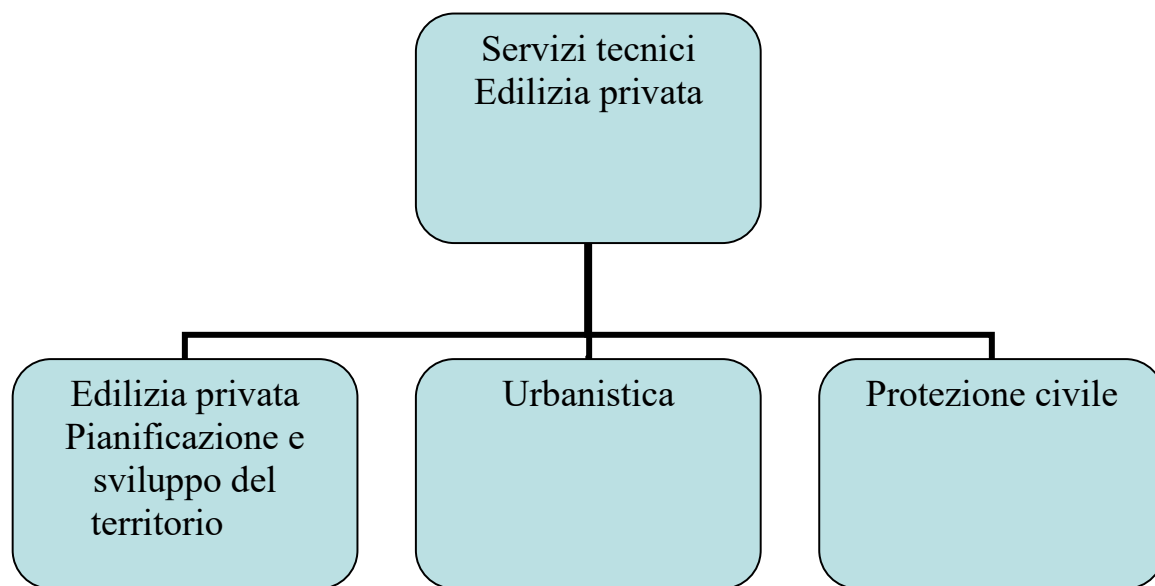 Servizi tecnici
Edilizia privata
Edilizia privata
Pianificazione e
sviluppo del
territorio
Urbanistica
Protezione civile